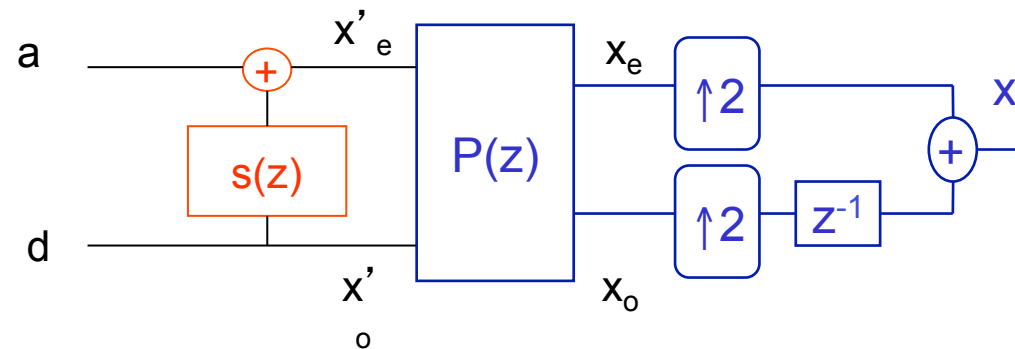 a
x’e
+
s(z)
d
x’o
P(z)
xe
xo
↑2
↑2
z-1
+
x